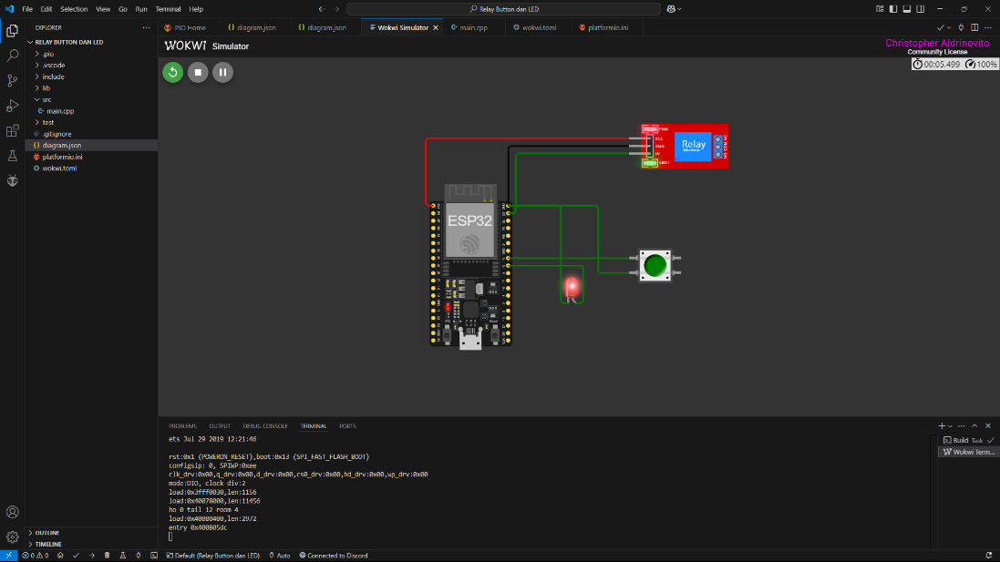 File Edit Selection View Go Run Terminal Help
Relay Button dan LED
EXPLORER
RELAY BUTTON DAN LED
.pio
.vscode
include
lib
src
main.cpp
test
.gitignore
diagram.json
platformio.ini
wokwi.toml
OUTLINE
TIMELINE
PIO Home
diagram.json
diagram.json
Wokwi Simulator
main.cpp
wokwi.toml
platformio.ini
WOKWI Simulator
Christopher Aldrinovito
Community License
00:05.499 100%
PWR
VCC
GND
IN
LED1
Relay
Module
ESP32
PROBLEMS OUTPUT DEBUG CONSOLE TERMINAL PORTS
ets Jul 29 2019 12:21:46
rst:0x1 (POWERON_RESET),boot:0x13 (SPI_FAST_FLASH_BOOT)
configsip: 0, SPIWP:0xee
clk_drv:0x00,q_drv:0x00,d_drv:0x00,cs0_drv:0x00,hd_drv:0x00,wp_drv:0x00
mode:DIO, clock div:2
load:0x3fff0030,len:1156
load:0x40078000,len:11456
ho 0 tail 12 room 4
load:0x40080400,len:2972
entry 0x400805dc
Build Task
Wokwi Term...
0 0
Default (Relay Button dan LED)
Auto
Connected to Discord